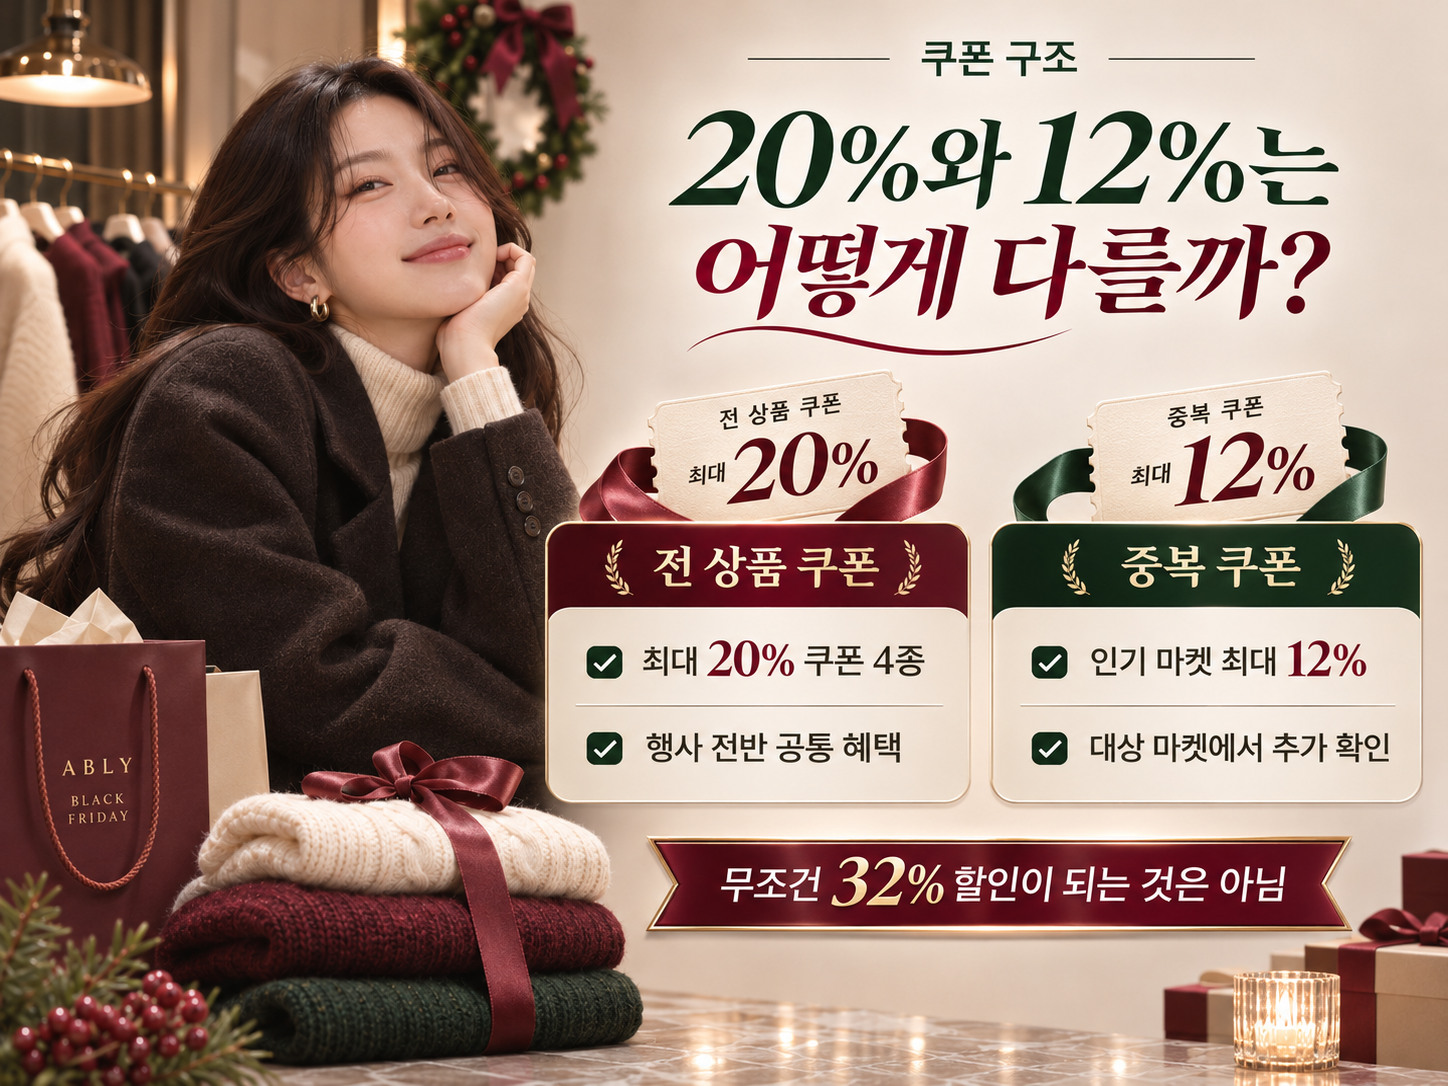 쿠폰 구조
20%와 12%는
어떻게 다를까?
전 상품 쿠폰
최대 20%
중복 쿠폰
최대 12%
전 상품 쿠폰
최대 20% 쿠폰 4종
행사 전반 공통 혜택
중복 쿠폰
인기 마켓 최대 12%
대상 마켓에서 추가 확인
무조건 32% 할인이 되는 것은 아님
ABLY
BLACK
FRIDAY